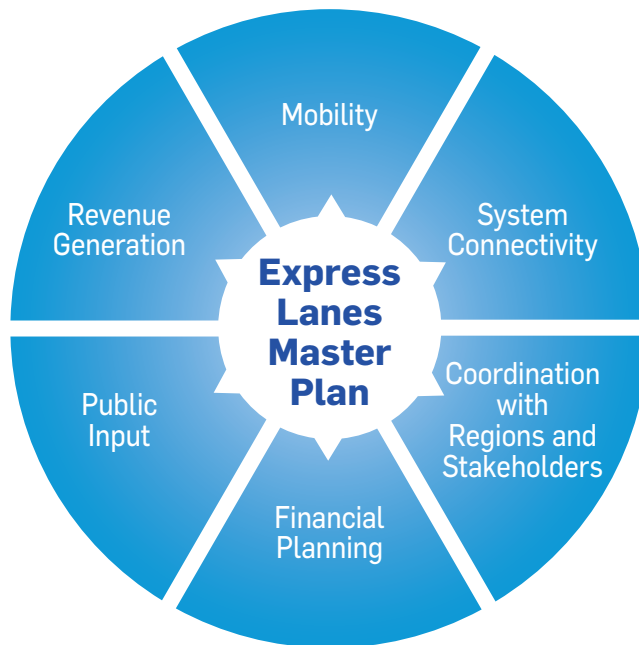 Mobility
System
Connectivity
Coordination
with
Regions and
Stakeholders
Financial
Planning
Public
Input
Revenue
Generation
Express
Lanes
Master
Plan